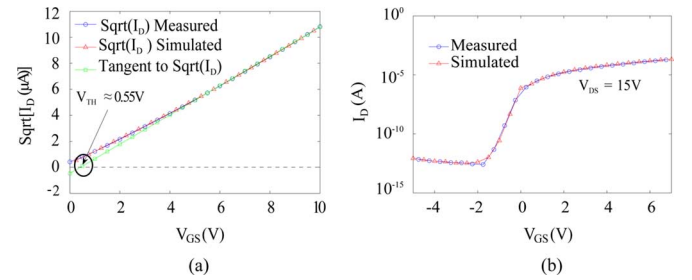 (a)
12
10
8
6
4
2
0
-2
Sqrt[I_D (μA)]
Sqrt(I_D) Measured
Sqrt(I_D ) Simulated
Tangent to Sqrt(I_D)
V_TH ≈0.55V
0 2 4 6 8 10
V_GS(V)
(a)
(b)
10^0
10^-5
10^-10
10^-15
I_D (A)
Measured
Simulated
V_DS = 15V
-4 -2 0 2 4 6
V_GS(V)
(b)